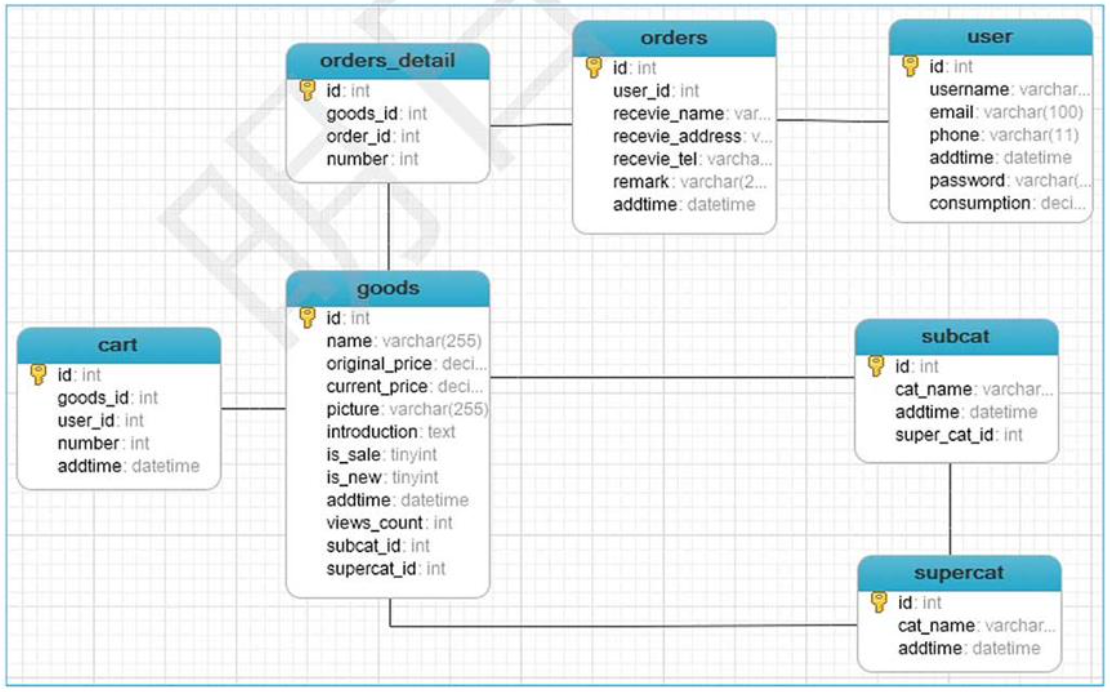 orders_detail
id: int
goods_id: int
order_id: int
number: int
orders
id: int
user_id: int
recevie_name: var...
recevie_address: v...
recevie_tel: varcha...
remark: varchar(2...
addtime: datetime
user
id: int
username: varchar...
email: varchar(100)
phone: varchar(11)
addtime: datetime
password: varchar(...
consumption: deci...
cart
id: int
goods_id: int
user_id: int
number: int
addtime: datetime
goods
id: int
name: varchar(255)
original_price: deci...
current_price: deci...
picture: varchar(255)
introduction: text
is_sale: tinyint
is_new: tinyint
addtime: datetime
views_count: int
subcat_id: int
supercat_id: int
subcat
id: int
cat_name: varchar...
addtime: datetime
super_cat_id: int
supercat
id: int
cat_name: varchar...
addtime: datetime